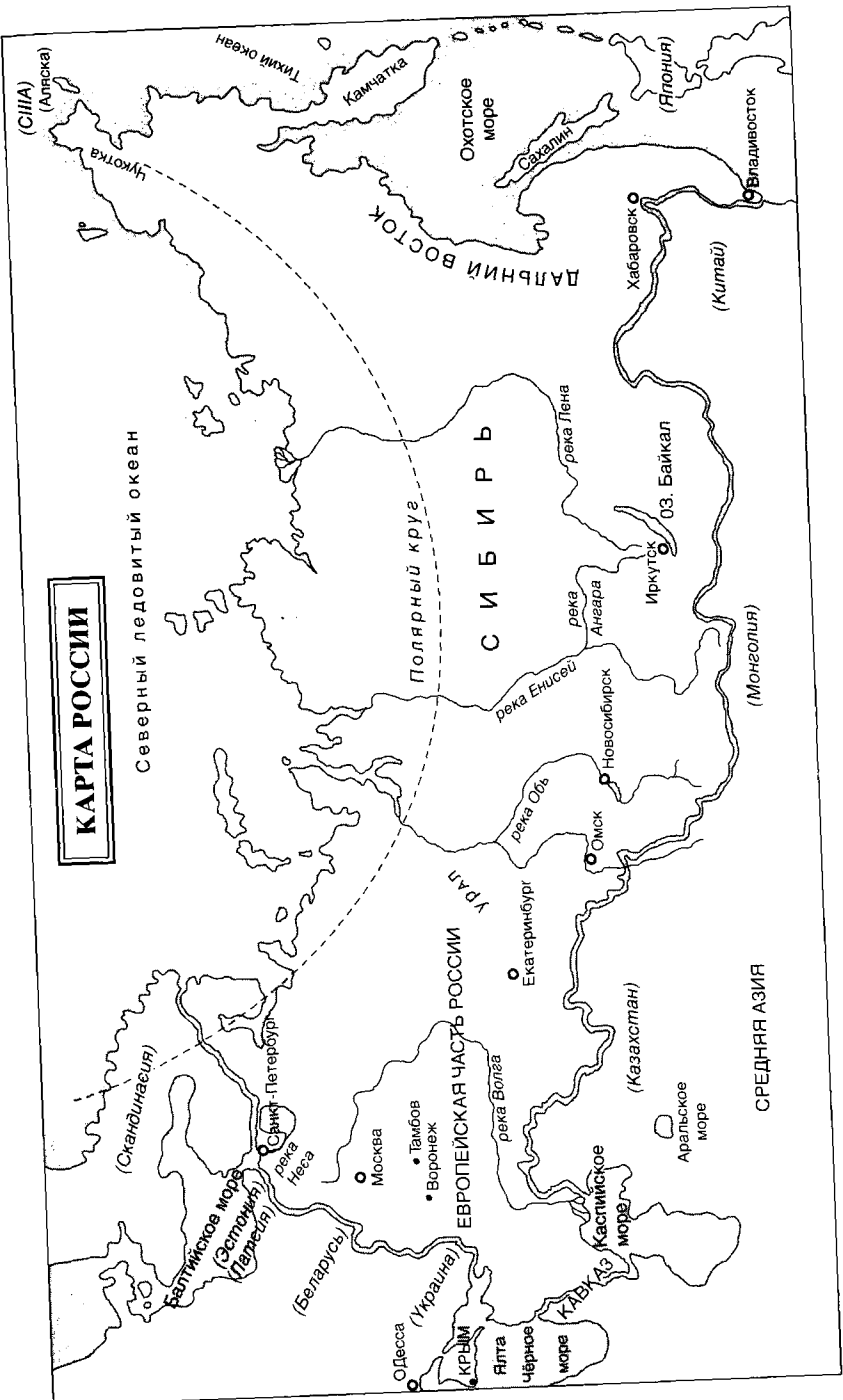 КАРТА РОССИИ
Северный ледовитый океан
(США)
(Аляска)
Чукотка
Тихий океан
Камчатка
Охотское
море
Сахалин
(Япония)
Владивосток
Хабаровск
ДАЛЬНИЙ ВОСТОК
(Китай)
Полярный круг
СИБИРЬ
река Лена
ОЗ. Байкал
Иркутск
река
Ангара
река Енисей
(Монголия)
Новосибирск
река Обь
Омск
УРАЛ
Екатеринбург
ЕВРОПЕЙСКАЯ ЧАСТЬ РОССИИ
(Скандинасия)
Санкт-Петербург
река
Неса
Балтийское море
(Эстония)
(Латсия)
Москва
Тамбов
Воронеж
река Волга
(Беларусь)
(Украина)
(Казахстан)
СРЕДНЯЯ АЗИЯ
Аральское
море
Каспийское
море
КАВКАЗ
Одесса
КРЫМ
Ялта
Чёрное
море